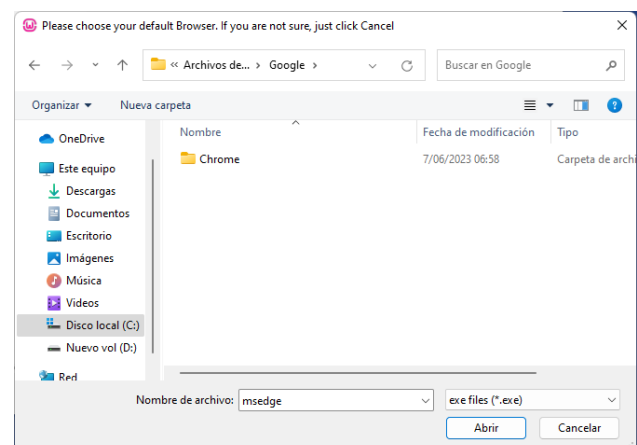 Please choose your default Browser. If you are not sure, just click Cancel
« Archivos de... > Google >
Buscar en Google
Organizar
Nueva carpeta
Nombre
Fecha de modificación
Tipo
OneDrive
Chrome
7/06/2023 06:58
Carpeta de archi
Este equipo
Descargas
Documentos
Escritorio
Imágenes
Música
Videos
Disco local (C:)
Nuevo vol (D:)
Red
Nombre de archivo:
msedge
exe files (*.exe)
Abrir
Cancelar